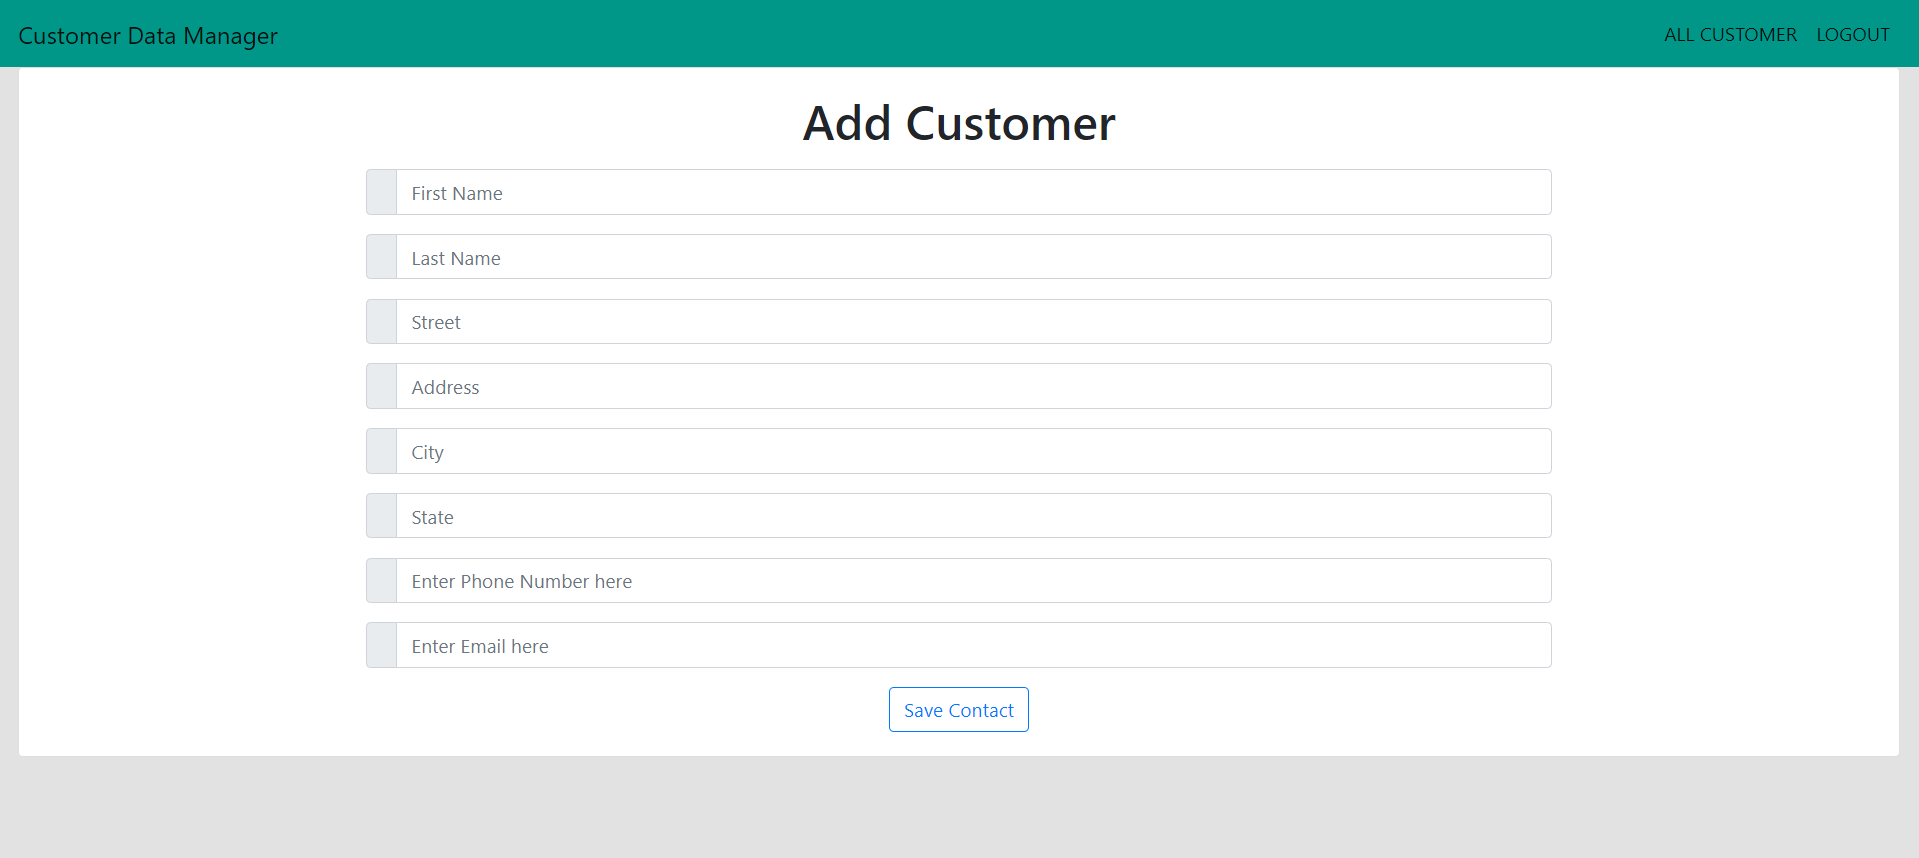 Customer Data Manager
ALL CUSTOMER LOGOUT
Add Customer
First Name
Last Name
Street
Address
City
State
Enter Phone Number here
Enter Email here
Save Contact